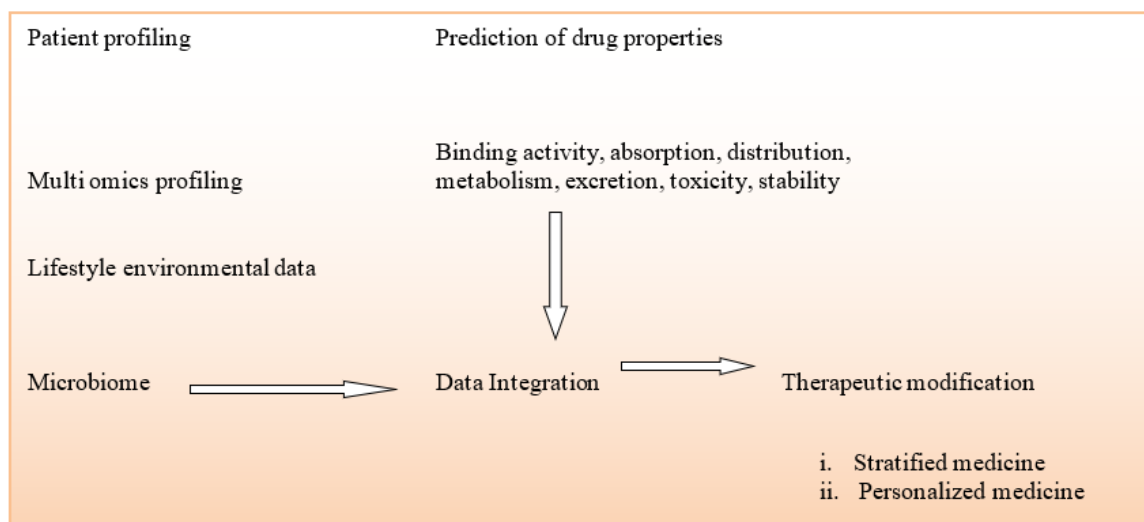 Patient profiling
Prediction of drug properties
Binding activity, absorption, distribution,
metabolism, excretion, toxicity, stability
Multi omics profiling
Lifestyle environmental data
Microbiome
Data Integration
Therapeutic modification
i. Stratified medicine
ii. Personalized medicine